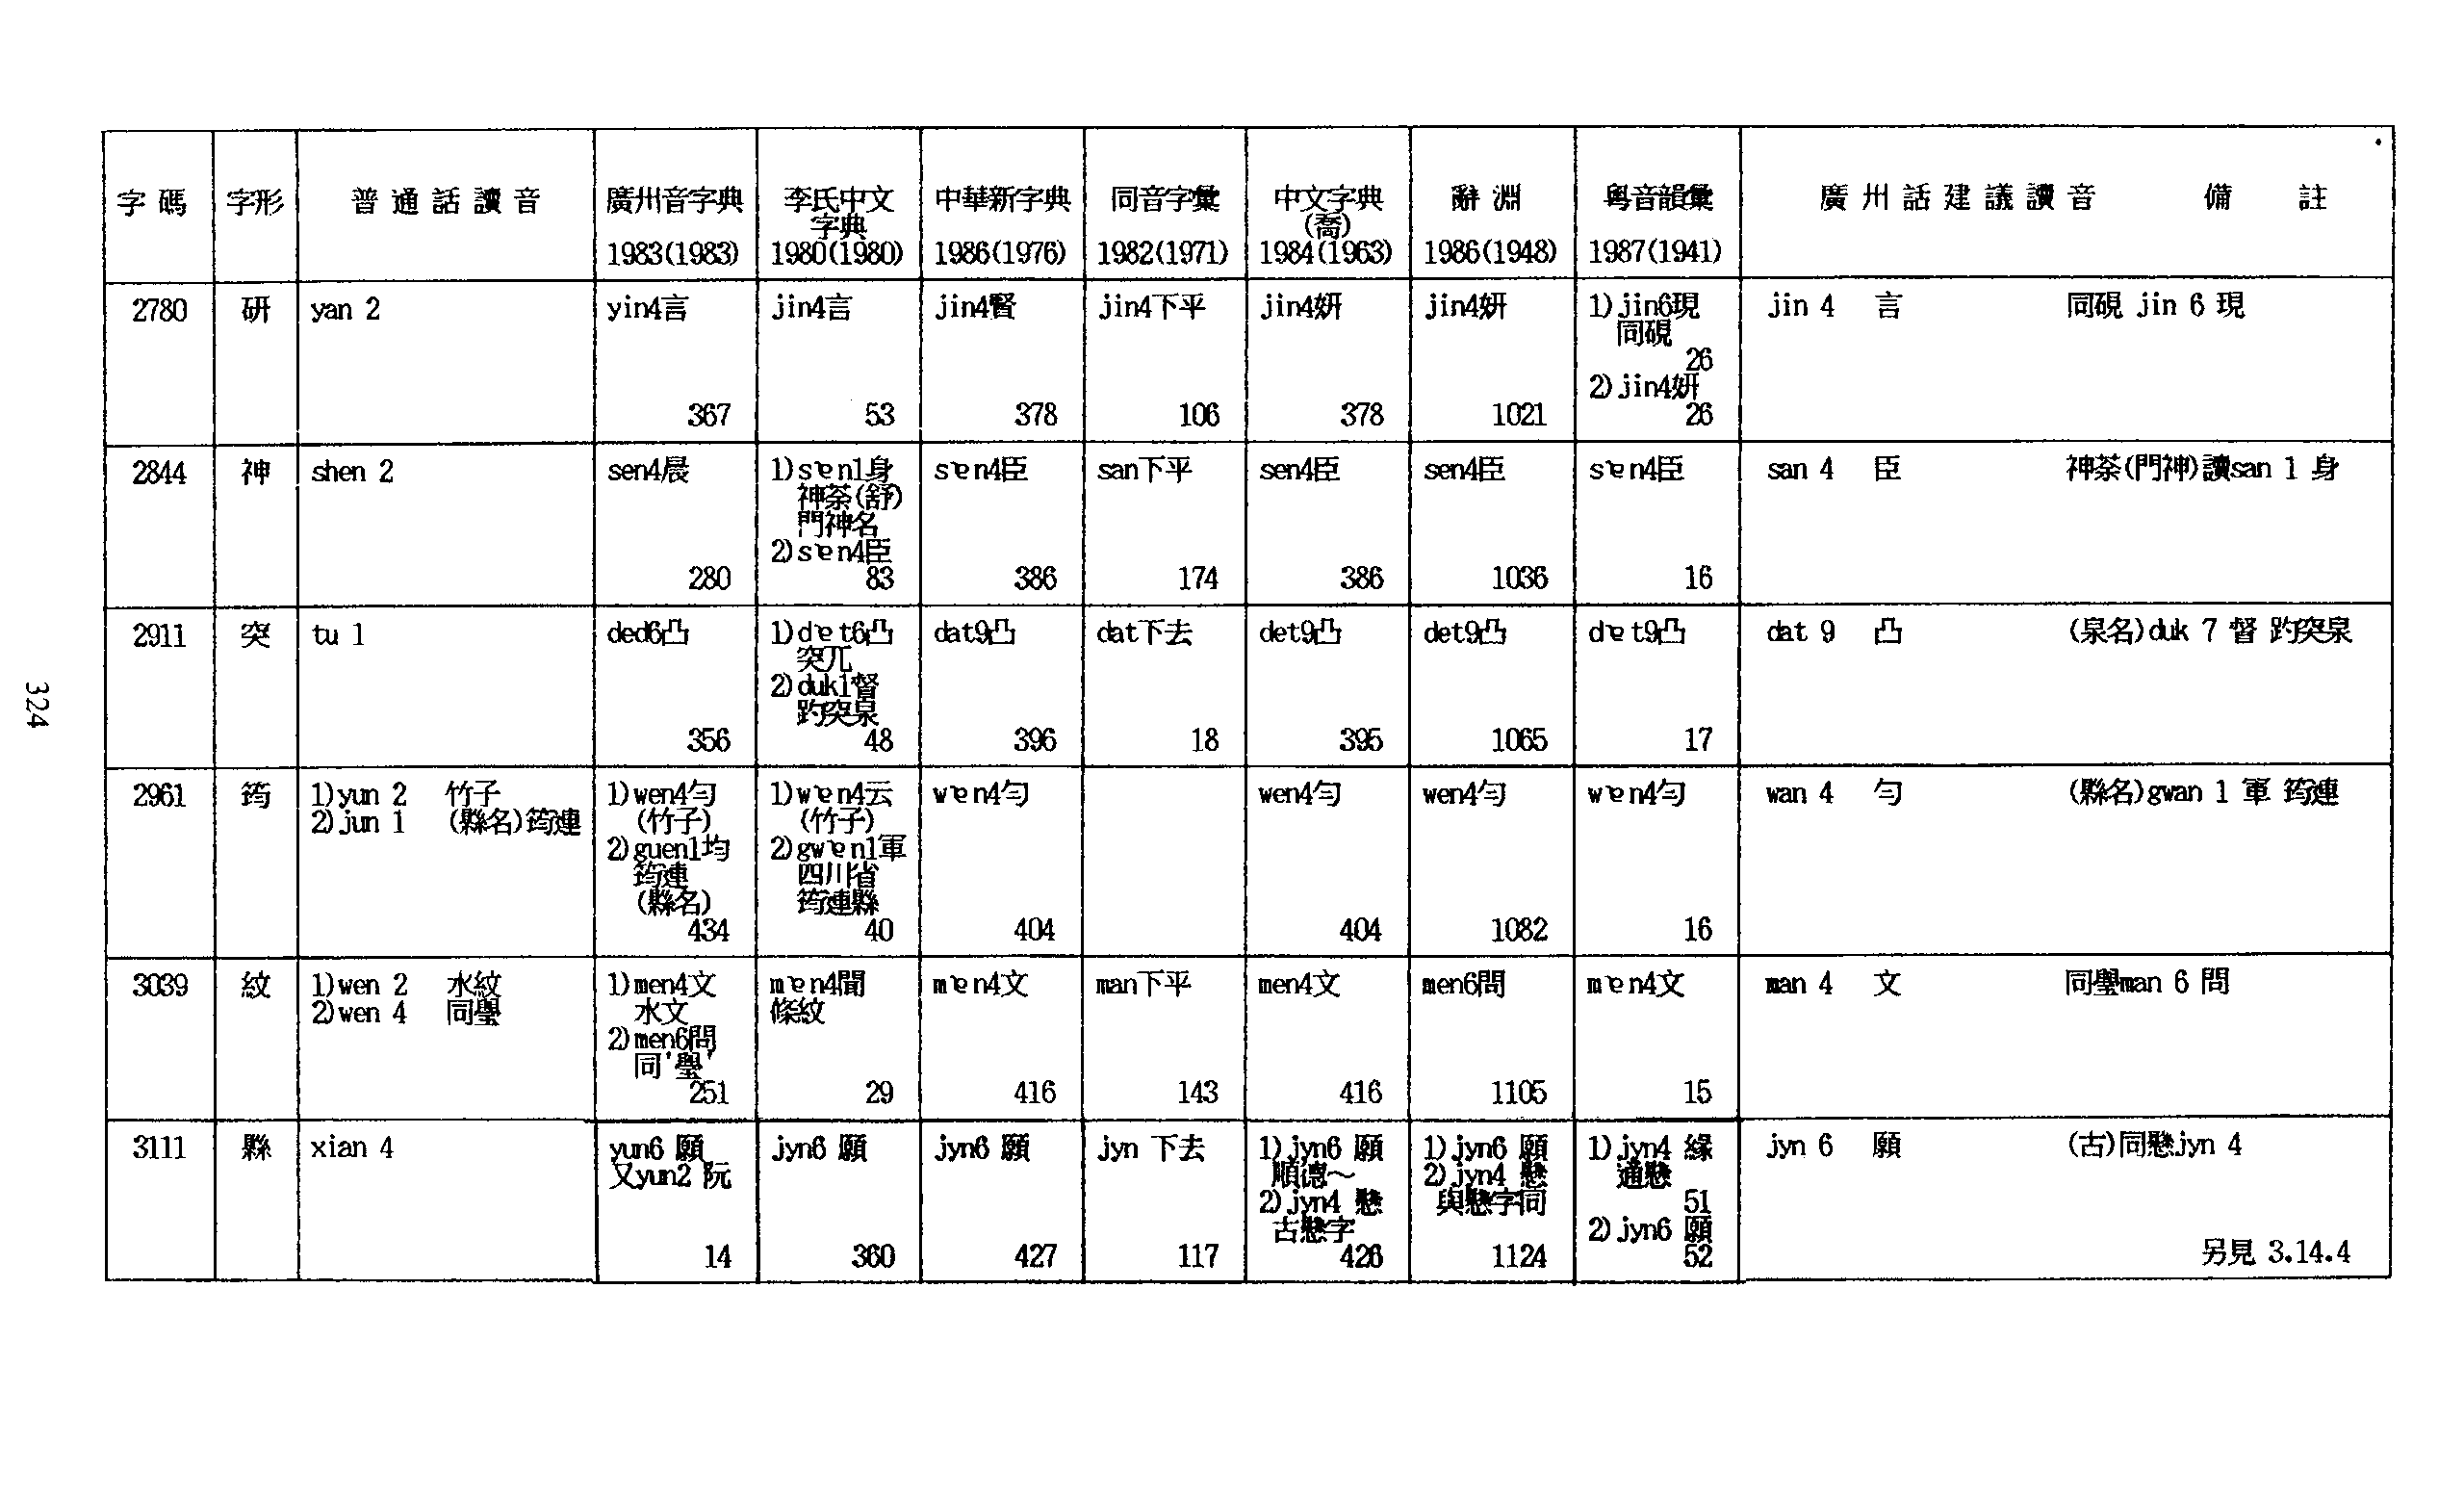 324
字碼 字形 普通話讀音 廣州音字典 李氏中文 中華新字典 同音字彙 中文字典 辭淵 粵音韻彙 廣州話建議讀音 備註
字典 (喬)
1983(1983) 1980(1980) 1986(1976) 1982(1971) 1984(1963) 1986(1948) 1987(1941)
2780 研 yan 2 yin4言 jin4言 jin4賢 jin4下平 jin4妍 jin4妍 1)jin6現 jin 4 言 同硯 jin 6 現
同硯
26
2)jin4妍
367 53 378 106 378 1021 26
2844 神 shen 2 sen4晨 1)sɐn1身 sɐn4臣 san下平 sen4臣 sen4臣 sɐn4臣 san 4 臣 神荼(門神)讀san 1 身
神荼(舒)
門神名
2)sɐn4臣
280 83 386 174 386 1036 16
2911 突 tu 1 ded6凸 1)dɐt6凸 dat9凸 dat下去 det9凸 det9凸 dɐt9凸 dat 9 凸 (泉名)duk 7 督 趵突泉
突兀
2)duk1督
趵突泉
356 48 396 18 395 1065 17
2961 筠 1)yun 2 竹子 1)wen4勻 1)wɐn4云 wɐn4勻 wen4勻 wen4勻 wɐn4勻 wan 4 勻 (縣名)gwan 1 軍 筠連
2)jun 1 (縣名)筠連 (竹子) (竹子)
2)guen1均 2)gwɐn1軍
筠連 四川省
(縣名) 筠連縣
434 40 404 404 1082 16
3039 紋 1)wen 2 水紋 1)men4文 mɐn4聞 mɐn4文 man下平 men4文 men6問 mɐn4文 man 4 文 同璺man 6 問
2)wen 4 同璺 水文 條紋
2)men6問
同'璺'
251 29 416 143 416 1105 15
3111 縣 xian 4 yun6 願 jyn6 願 jyn6 願 jyn 下去 1)jyn6 願 1)jyn6 願 1)jyn4 緣 jyn 6 願 (古)同懸jyn 4
又yun2 阮 順德～ 2)jyn4 懸 通懸
2)jyn4 懸 與懸字同 51
古懸字 2)jyn6 願
14 360 427 117 426 1124 52 另見 3.14.4